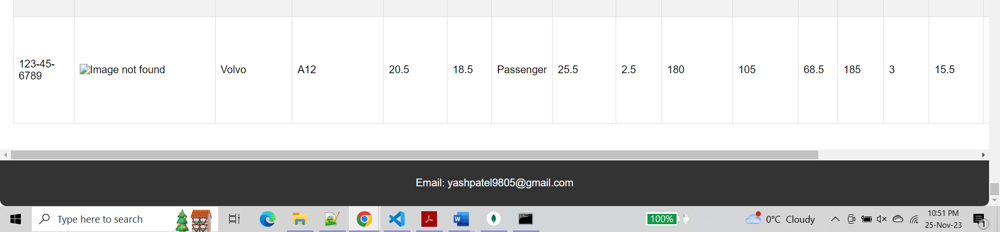 123-45-
6789
Image not found
Volvo
A12
20.5
18.5
Passenger
25.5
2.5
180
105
68.5
185
3
15.5
Email: yashpatel9805@gmail.com
Type here to search
W
100%
0°C Cloudy
10:51 PM
25-Nov-23
1